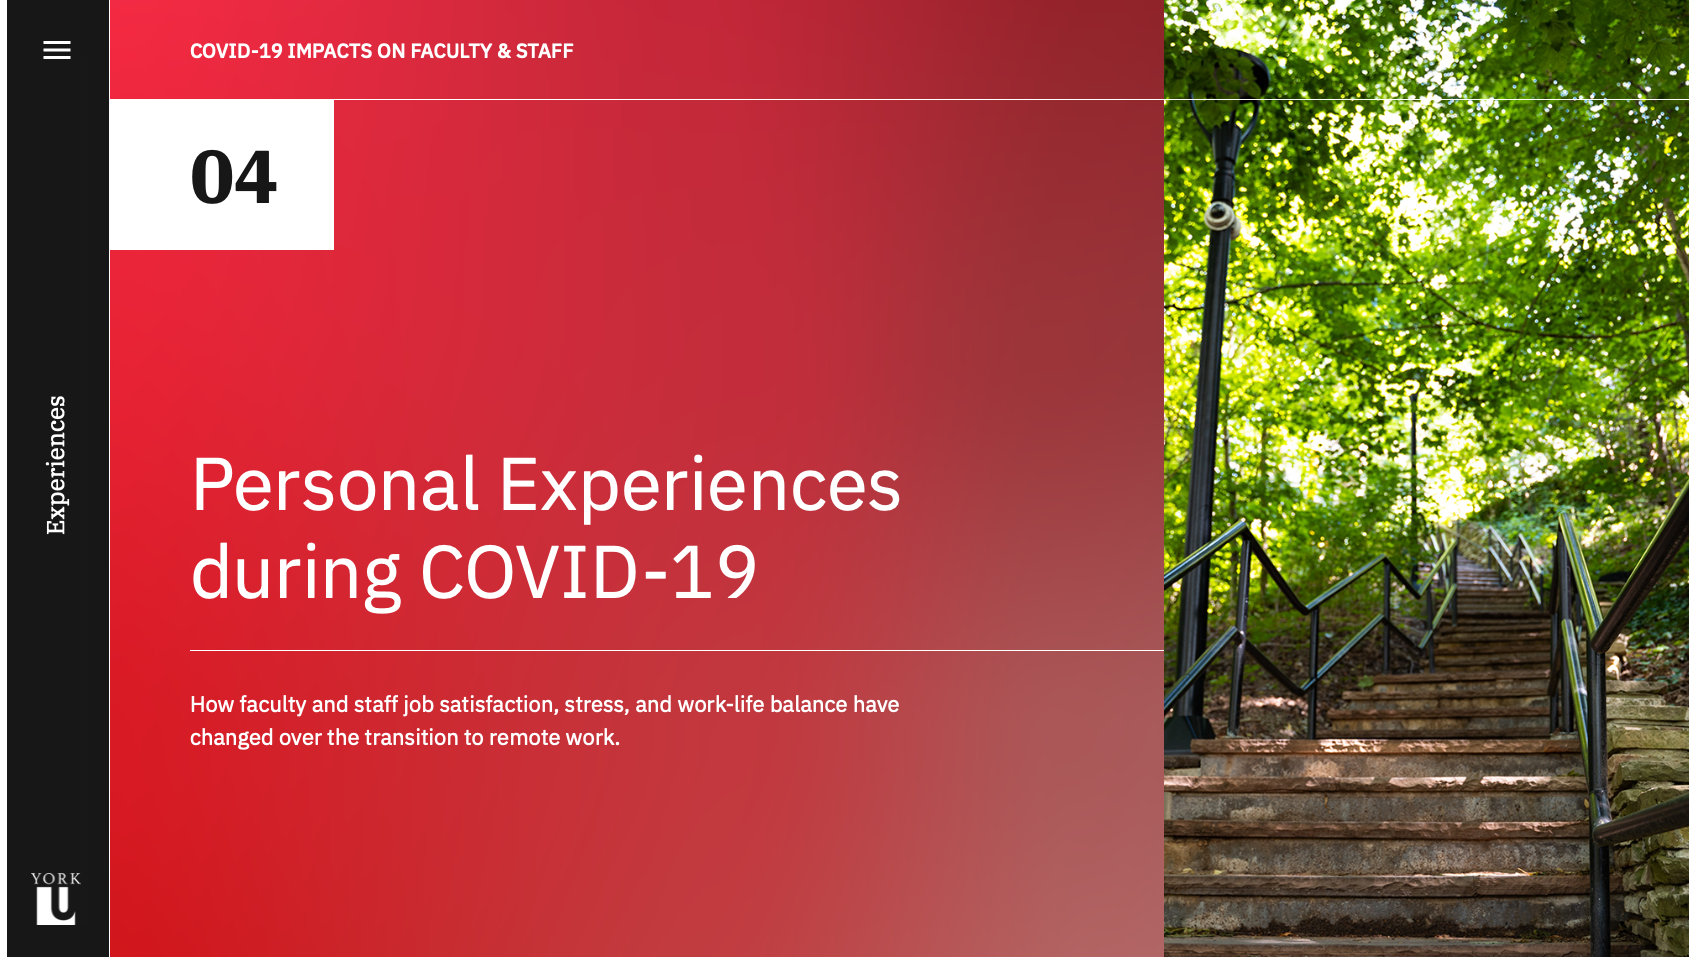 COVID-19 IMPACTS ON FACULTY & STAFF
04
Experiences
Personal Experiences
during COVID-19
How faculty and staff job satisfaction, stress, and work-life balance have
changed over the transition to remote work.
YORK
U